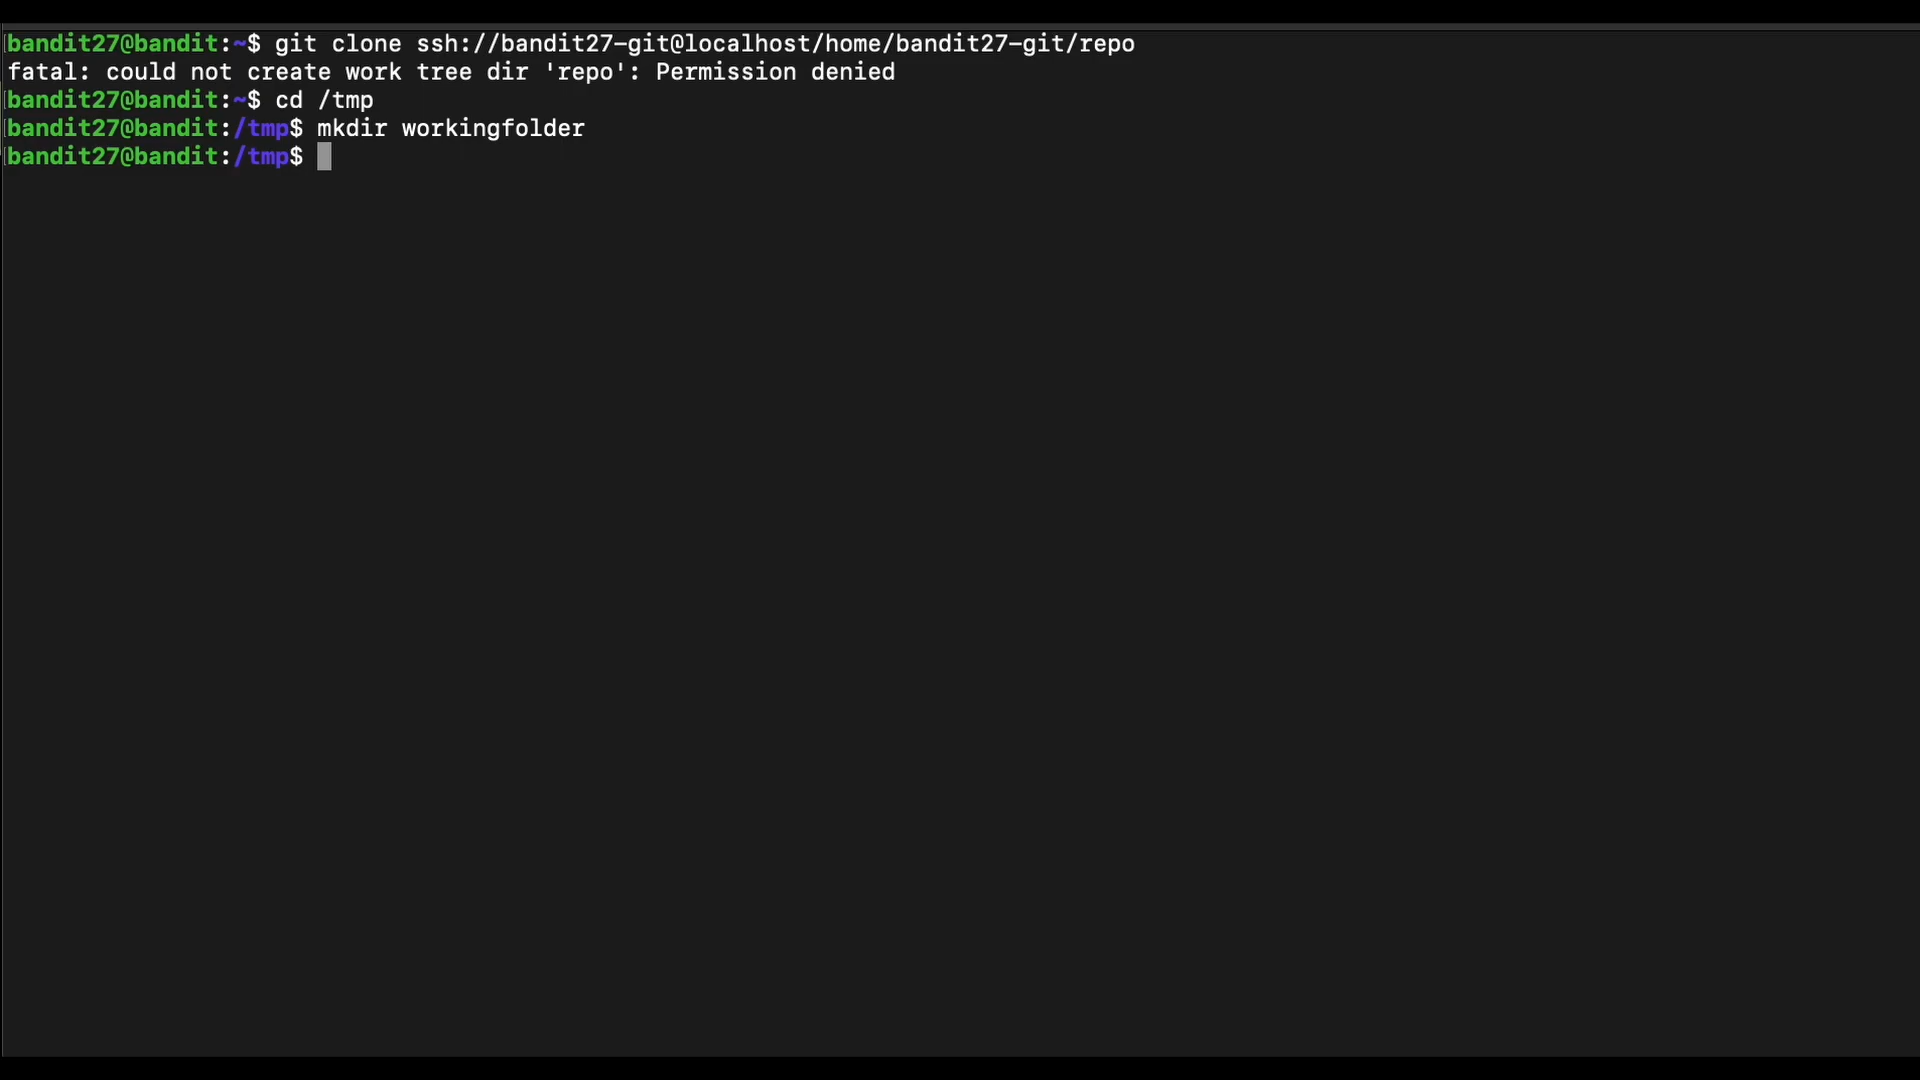 bandit27@bandit:~$ git clone ssh://bandit27-git@localhost/home/bandit27-git/repo
fatal: could not create work tree dir 'repo': Permission denied
bandit27@bandit:~$ cd /tmp
bandit27@bandit:/tmp$ mkdir workingfolder
bandit27@bandit:/tmp$